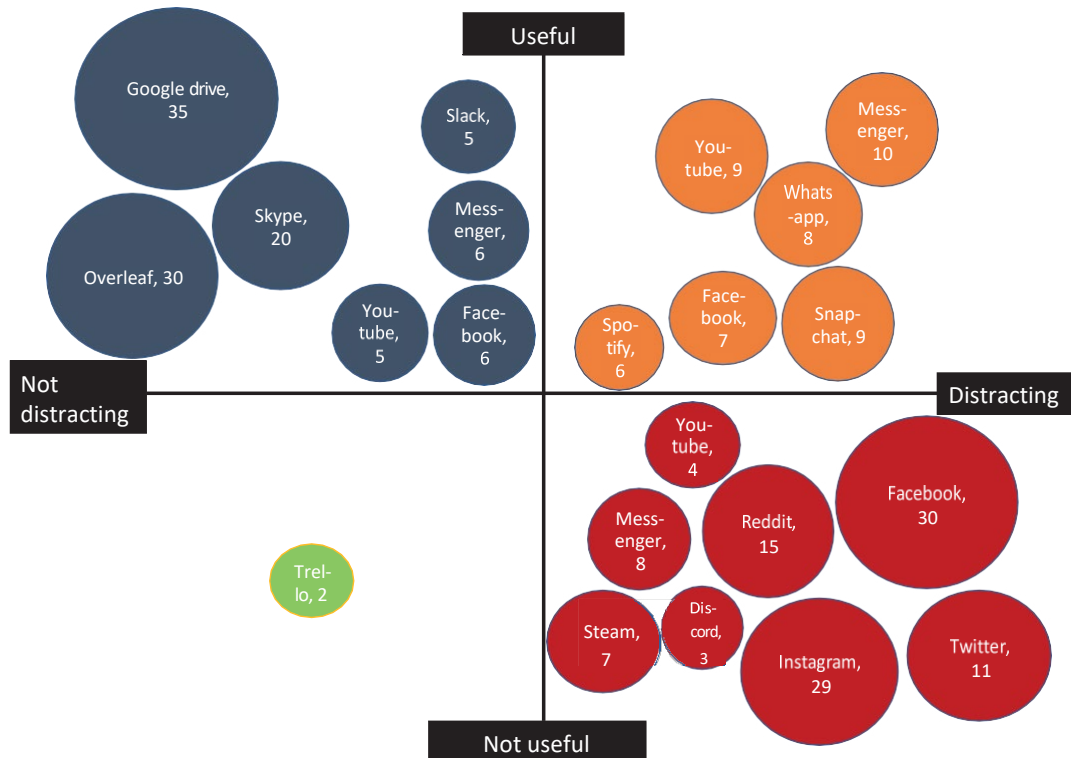 Useful
Google drive,
35
Slack,
5
Mess-
enger,
10
You-
tube, 9
Whats
-app,
8
Skype,
20
Mess-
enger,
6
Overleaf, 30
You-
tube,
5
Face-
book,
6
Spo-
tify,
6
Face-
book,
7
Snap-
chat, 9
Not
distracting
Distracting
You-
tube,
4
Facebook,
30
Mess-
enger,
8
Reddit,
15
Trel-
lo, 2
Steam,
7
Dis-
cord,
3
Instagram,
29
Twitter,
11
Not useful